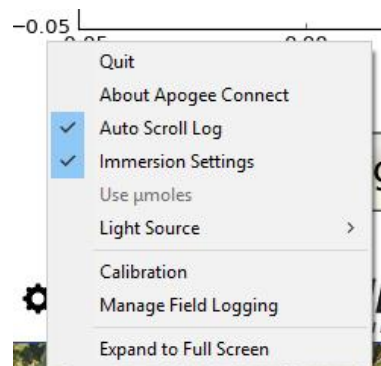 −0.05
Quit
About Apogee Connect
Auto Scroll Log
Immersion Settings
Use µmoles
Light Source
Calibration
Manage Field Logging
Expand to Full Screen